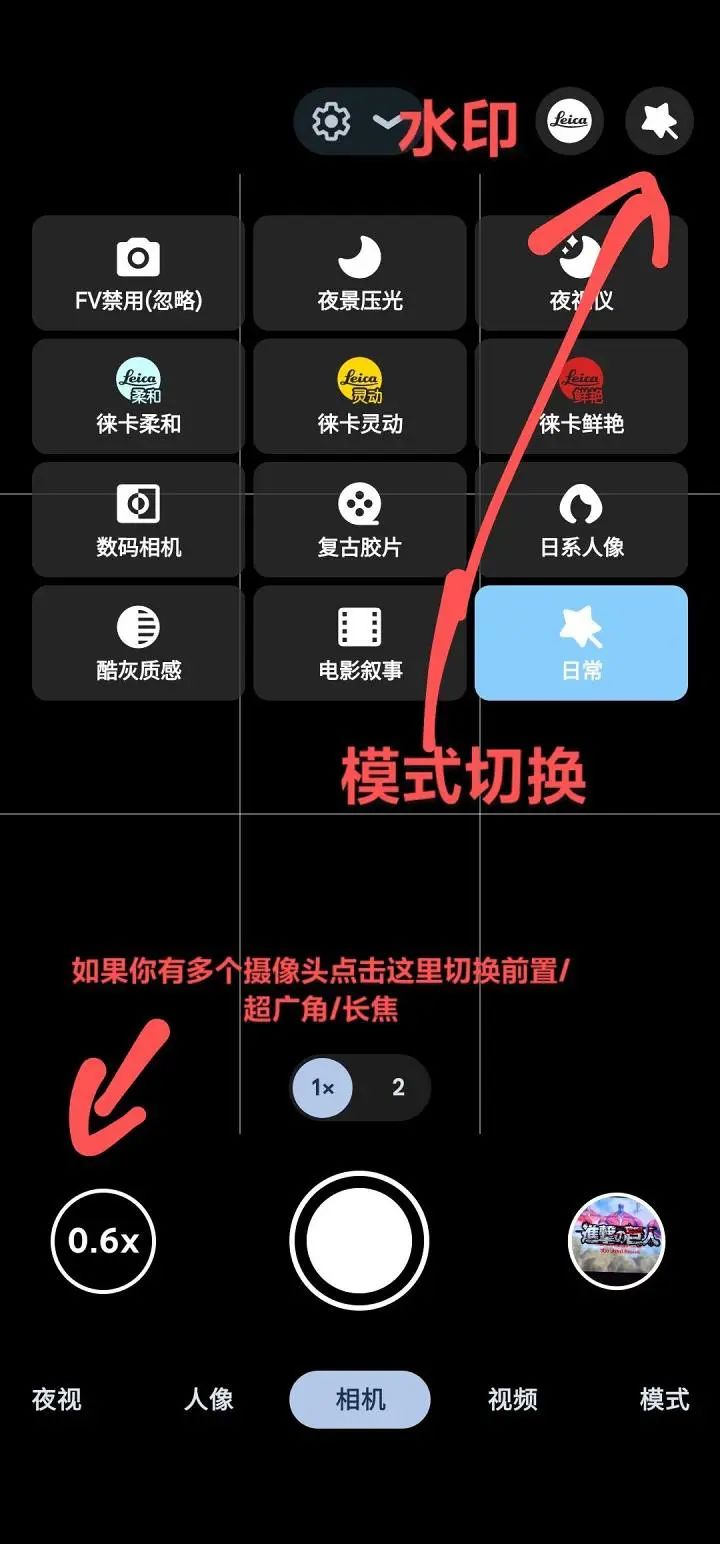 水印
Leica
FV禁用(忽略)
夜景压光
夜视仪
Leica
柔和
徕卡柔和
Leica
灵动
徕卡灵动
Leica
鲜艳
徕卡鲜艳
数码相机
复古胶片
日系人像
酷灰质感
电影叙事
日常
模式切换
如果你有多个摄像头点击这里切换前置/
超广角/长焦
1×
2
0.6x
進撃の巨人
夜视
人像
相机
视频
模式